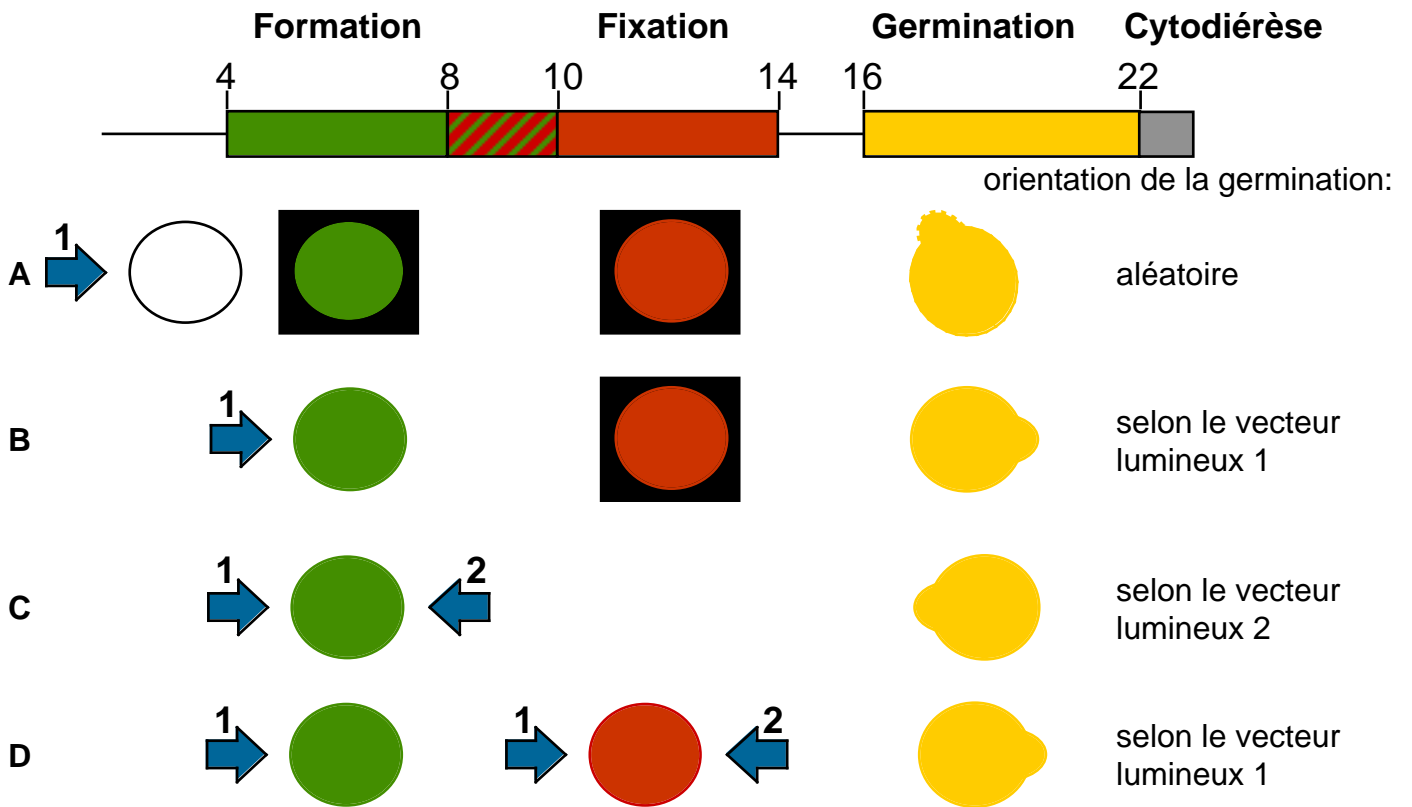 Formation Fixation Germination Cytodiérèse
4 8 10 14 16 22
orientation de la germination:
1
A aléatoire
1
B selon le vecteur
lumineux 1
1 2
C selon le vecteur
lumineux 2
1 1 2
D selon le vecteur
lumineux 1